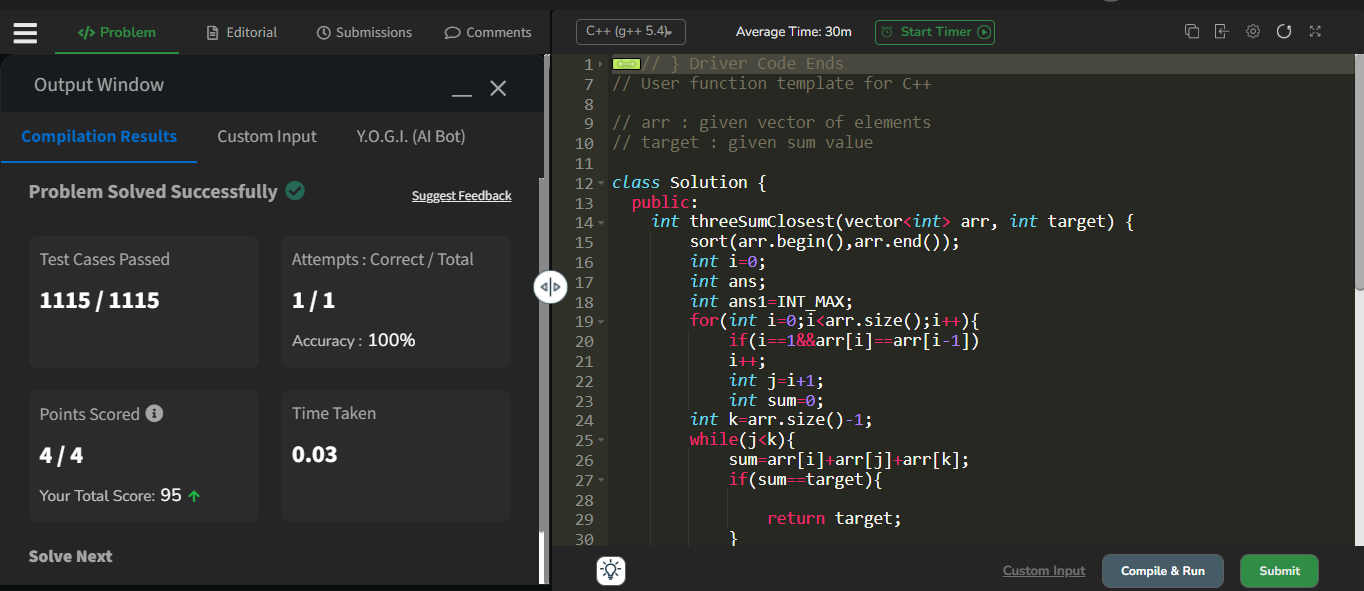 </> Problem
Editorial
Submissions
Comments
C++ (g++ 5.4)
Average Time: 30m
Start Timer
Output Window
Compilation Results
Custom Input
Y.O.G.I. (AI Bot)
Problem Solved Successfully
Suggest Feedback
Test Cases Passed
1115 / 1115
Attempts : Correct / Total
1 / 1
Accuracy : 100%
Points Scored
4 / 4
Your Total Score: 95
Time Taken
0.03
Solve Next
1 // } Driver Code Ends
7 // User function template for C++
8
9 // arr : given vector of elements
10 // target : given sum value
11
12 class Solution {
13 public:
14 int threeSumClosest(vector<int> arr, int target) {
15 sort(arr.begin(),arr.end());
16 int i=0;
17 int ans;
18 int ans1=INT_MAX;
19 for(int i=0;i<arr.size();i++){
20 if(i==1&&arr[i]==arr[i-1])
21 i++;
22 int j=i+1;
23 int sum=0;
24 int k=arr.size()-1;
25 while(j<k){
26 sum=arr[i]+arr[j]+arr[k];
27 if(sum==target){
28
29 return target;
30 }
Custom Input
Compile & Run
Submit